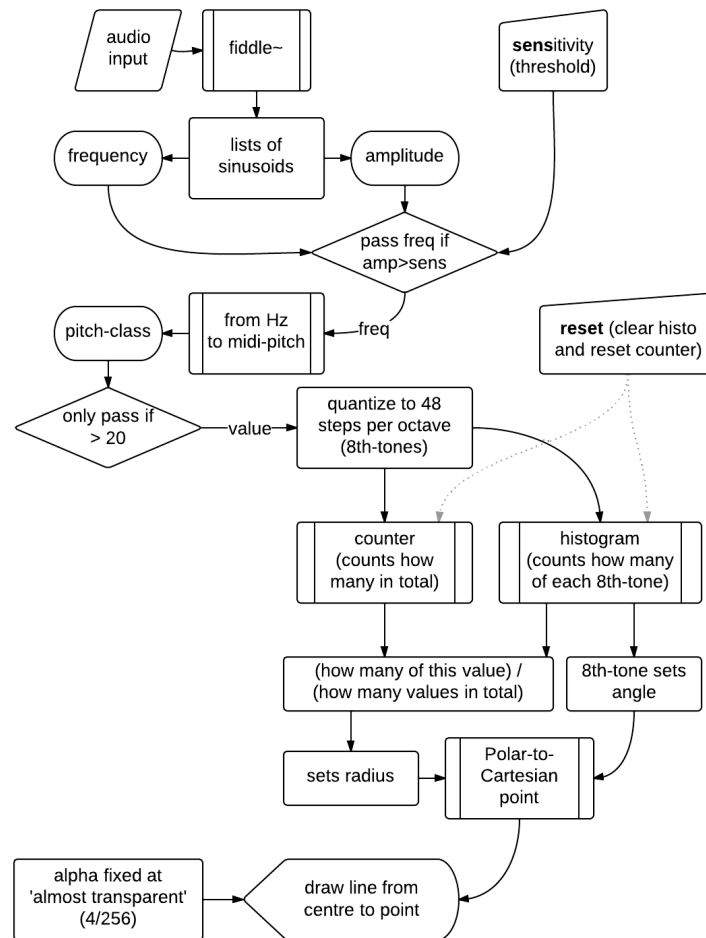 audio
input
fiddle~
sensitivity
(threshold)
frequency
lists of
sinusoids
amplitude
pass freq if
amp>sens
pitch-class
from Hz
to midi-pitch
freq
reset (clear histo
and reset counter)
only pass if
> 20
value
quantize to 48
steps per octave
(8th-tones)
counter
(counts how
many in total)
histogram
(counts how many
of each 8th-tone)
(how many of this value) /
(how many values in total)
8th-tone sets
angle
sets radius
Polar-to-
Cartesian
point
alpha fixed at
'almost transparent'
(4/256)
draw line from
centre to point